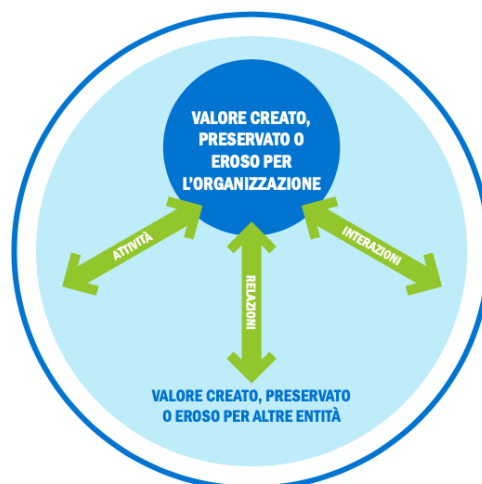 VALORE CREATO,
PRESERVATO O
EROSO PER
L'ORGANIZZAZIONE
ATTIVITÀ
RELAZIONI
INTERAZIONI
VALORE CREATO, PRESERVATO
O EROSO PER ALTRE ENTITÀ